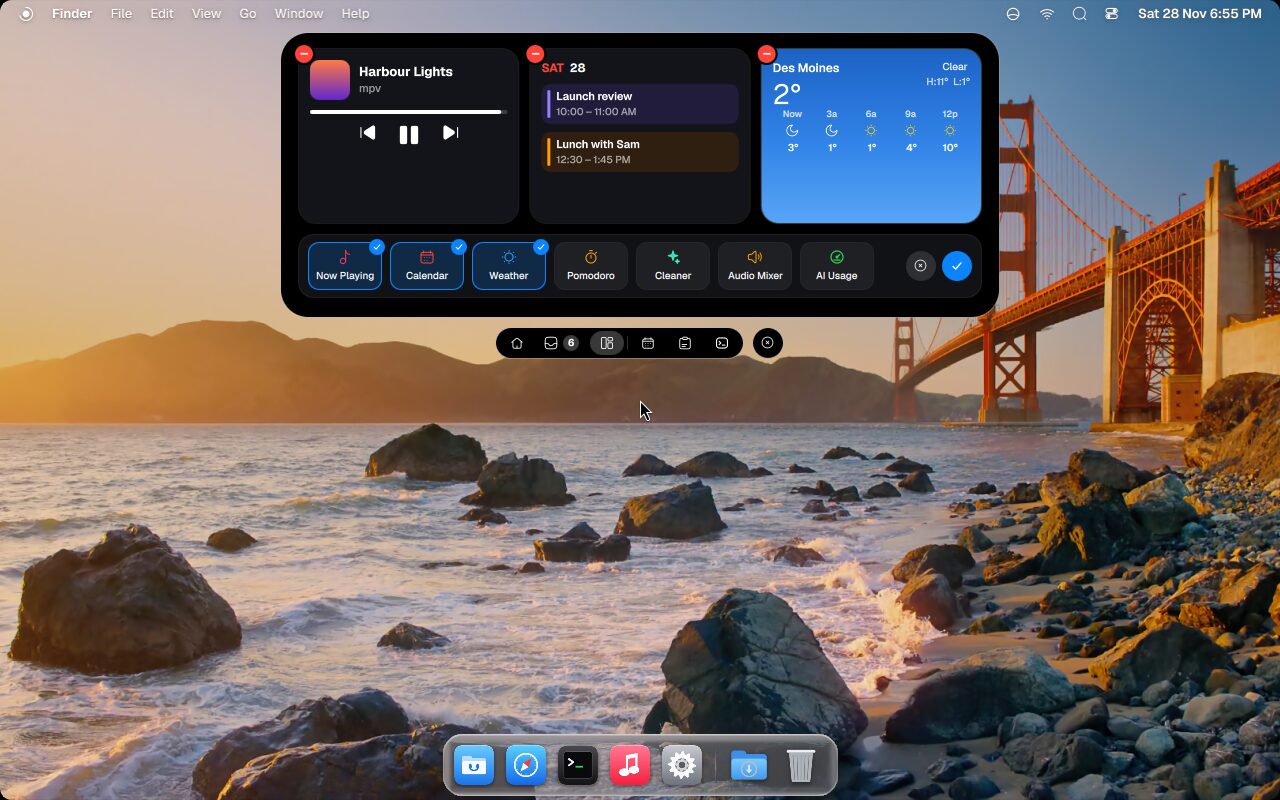 Finder File Edit View Go Window Help
Sat 28 Nov 6:55 PM
Harbour Lights
mpv
SAT 28
Launch review
10:00 – 11:00 AM
Lunch with Sam
12:30 – 1:45 PM
Des Moines
Clear
2°
H:11° L:1°
Now 3a 6a 9a 12p
3° 1° 1° 4° 10°
Now Playing
Calendar
Weather
Pomodoro
Cleaner
Audio Mixer
AI Usage
6